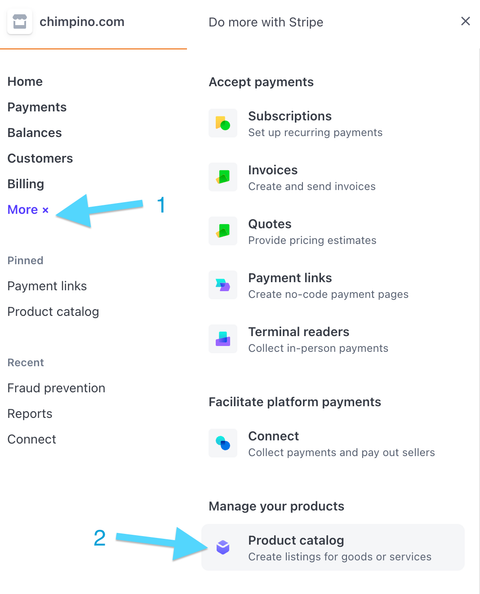 chimpino.com
Do more with Stripe
Home
Payments
Balances
Customers
Billing
More ×
1
Pinned
Payment links
Product catalog
Recent
Fraud prevention
Reports
Connect
Accept payments
Subscriptions
Set up recurring payments
Invoices
Create and send invoices
Quotes
Provide pricing estimates
Payment links
Create no-code payment pages
Terminal readers
Collect in-person payments
Facilitate platform payments
Connect
Collect payments and pay out sellers
Manage your products
2
Product catalog
Create listings for goods or services